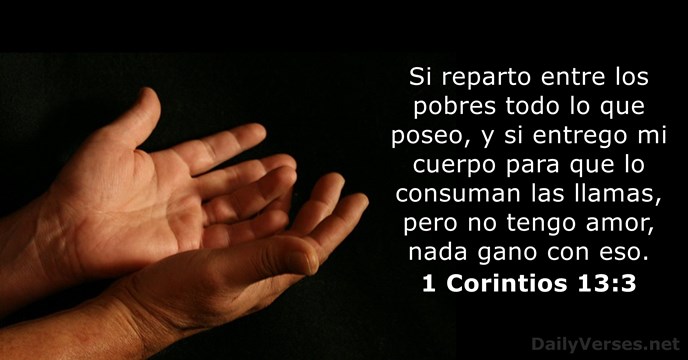 Si reparto entre los
pobres todo lo que
poseo, y si entrego mi
cuerpo para que lo
consuman las llamas,
pero no tengo amor,
nada gano con eso.
1 Corintios 13:3
DailyVerses.net